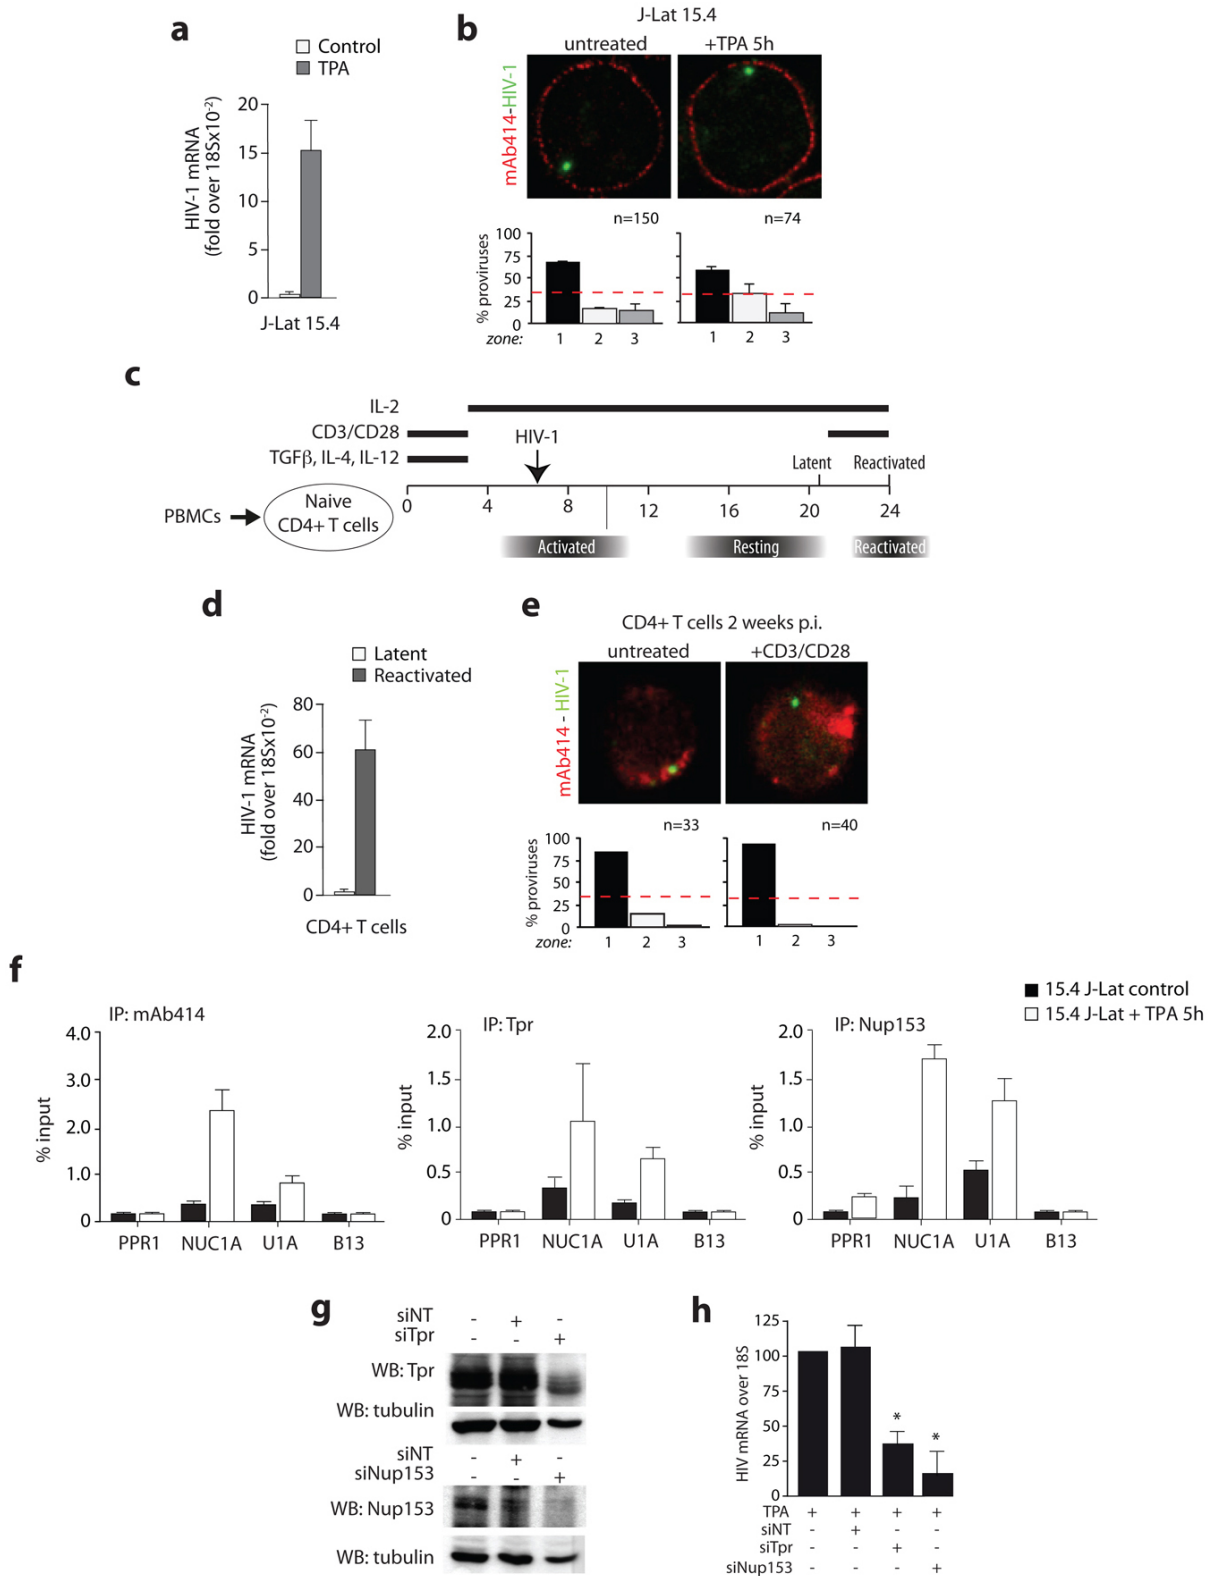 a
Control
TPA
HIV-1 mRNA
(fold over 18Sx10-2)
20
15
10
5
0
J-Lat 15.4
b
J-Lat 15.4
untreated
+TPA 5h
mAb414-HIV-1
n=150
n=74
% proviruses
100
75
50
25
0
zone:
1 2 3
1 2 3
c
IL-2
CD3/CD28
TGFβ, IL-4, IL-12
HIV-1
Latent
Reactivated
PBMCs
Naive
CD4+ T cells
0 4 8 12 16 20 24
Activated
Resting
Reactivated
d
Latent
Reactivated
HIV-1 mRNA
(fold over 18Sx10-2)
80
60
40
20
0
CD4+ T cells
e
CD4+ T cells 2 weeks p.i.
untreated
+CD3/CD28
mAb414 - HIV-1
n=33
n=40
% proviruses
100
75
50
25
0
zone:
1 2 3
1 2 3
f
15.4 J-Lat control
15.4 J-Lat + TPA 5h
IP: mAb414
% input
4.0
3.0
2.0
1.0
0
PPR1 NUC1A U1A B13
IP: Tpr
% input
2.0
1.5
1.0
0.5
0
PPR1 NUC1A U1A B13
IP: Nup153
% input
2.0
1.5
1.0
0.5
0
PPR1 NUC1A U1A B13
g
siNT - + -
siTpr - - +
WB: Tpr
WB: tubulin
siNT - + -
siNup153 - - +
WB: Nup153
WB: tubulin
h
HIV mRNA over 18S
125
100
75
50
25
0
* *
TPA + + + +
siNT - + - -
siTpr - - + -
siNup153 - - - +